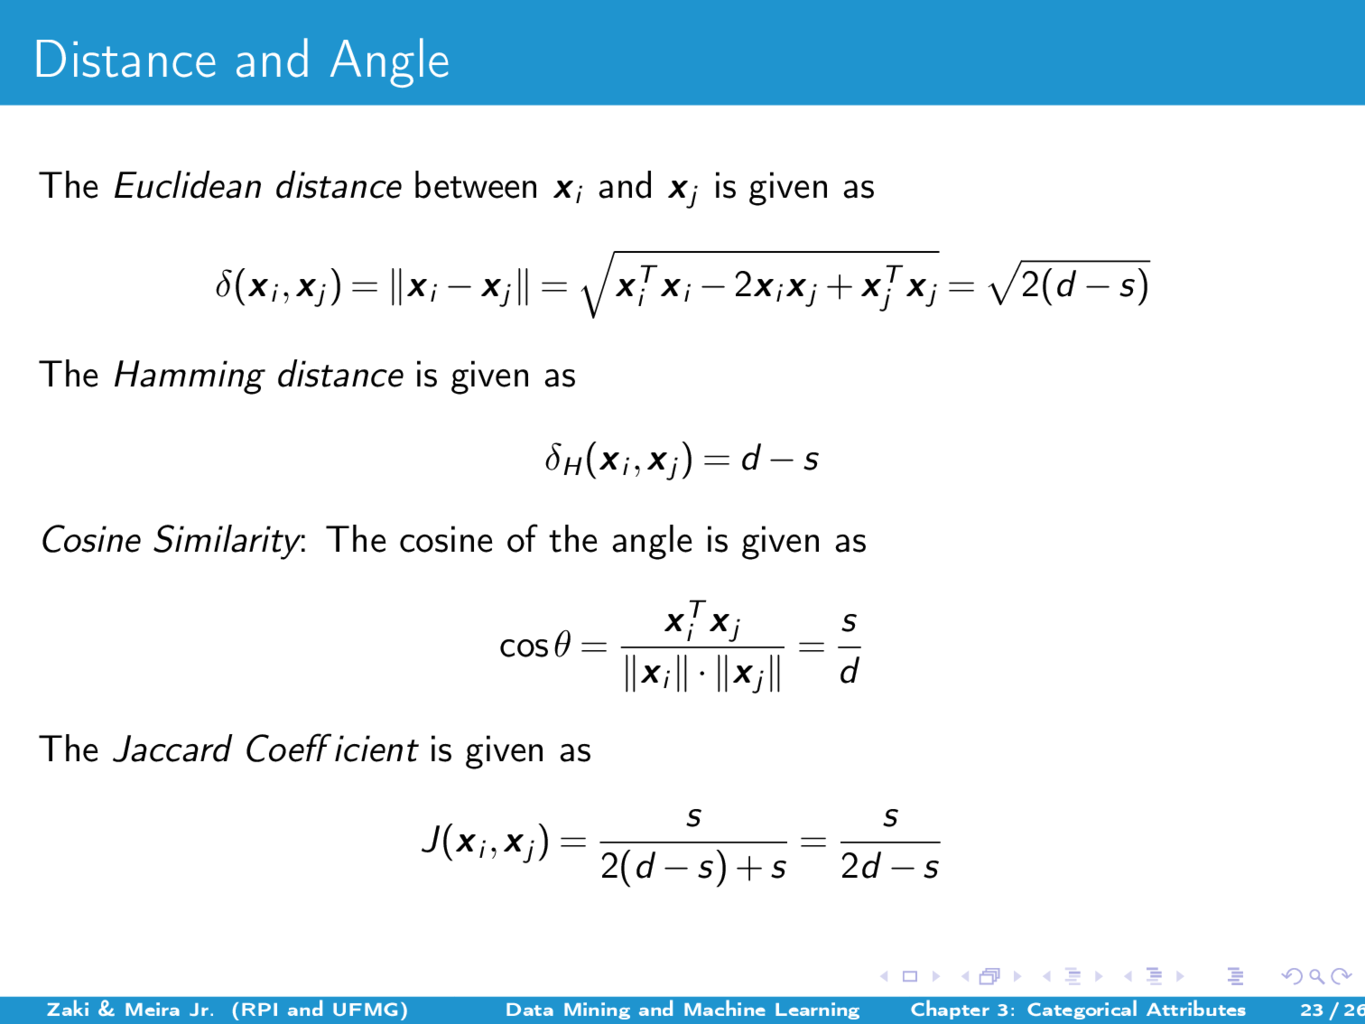 Distance and Angle
The Euclidean distance between x_i and x_j is given as
δ(x_i, x_j) = ‖x_i − x_j‖ = √(x_i^T x_i − 2x_i x_j + x_j^T x_j) = √(2(d − s))
The Hamming distance is given as
δ_H(x_i, x_j) = d − s
Cosine Similarity: The cosine of the angle is given as
cos θ = x_i^T x_j / (‖x_i‖ · ‖x_j‖) = s / d
The Jaccard Coefficient is given as
J(x_i, x_j) = s / (2(d − s) + s) = s / (2d − s)
Zaki & Meira Jr. (RPI and UFMG) Data Mining and Machine Learning Chapter 3: Categorical Attributes 23 / 26